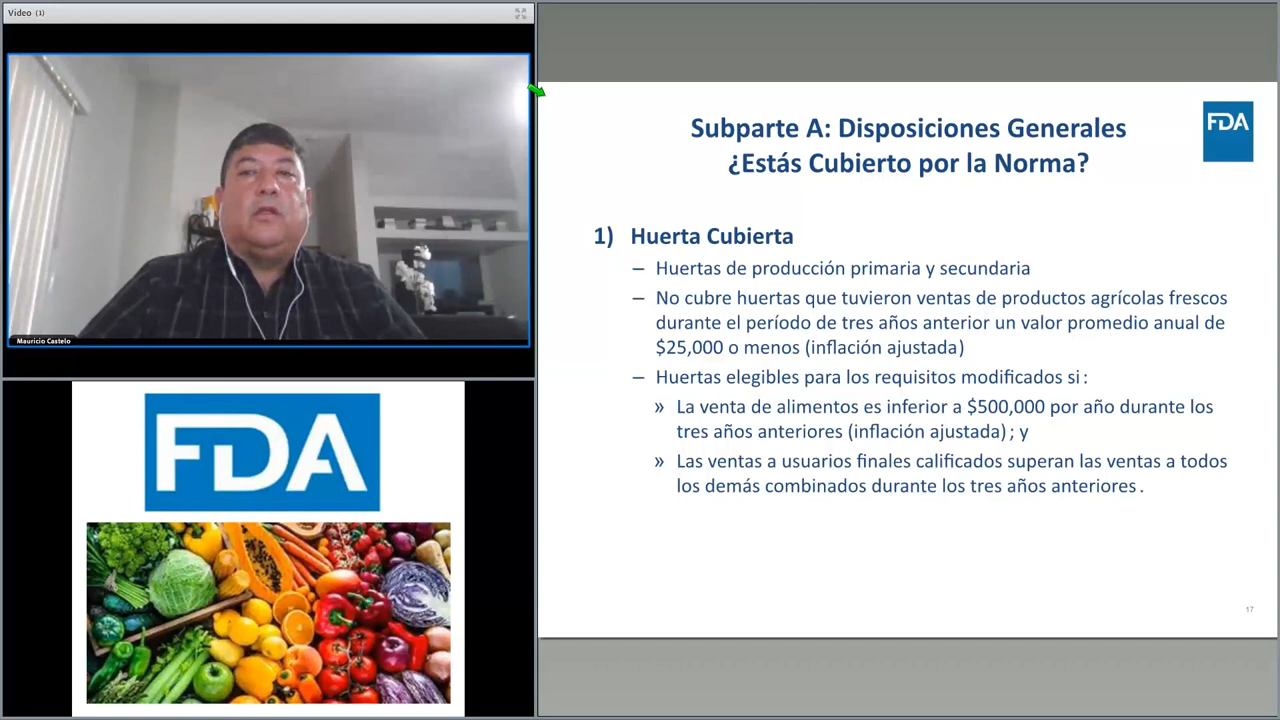 Video (1)
Mauricio Castelo
FDA
Subparte A: Disposiciones Generales
¿Estás Cubierto por la Norma?
FDA
1) Huerta Cubierta
– Huertas de producción primaria y secundaria
– No cubre huertas que tuvieron ventas de productos agrícolas frescos
durante el período de tres años anterior un valor promedio anual de
$25,000 o menos (inflación ajustada)
– Huertas elegibles para los requisitos modificados si :
» La venta de alimentos es inferior a $500,000 por año durante los
tres años anteriores (inflación ajustada) ; y
» Las ventas a usuarios finales calificados superan las ventas a todos
los demás combinados durante los tres años anteriores .
17